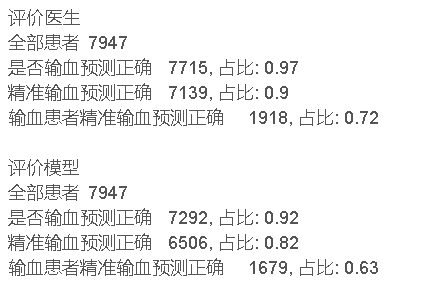 评价医生
全部患者 7947
是否输血预测正确 7715, 占比: 0.97
精准输血预测正确 7139, 占比: 0.9
输血患者精准输血预测正确 1918, 占比: 0.72
评价模型
全部患者 7947
是否输血预测正确 7292, 占比: 0.92
精准输血预测正确 6506, 占比: 0.82
输血患者精准输血预测正确 1679, 占比: 0.63